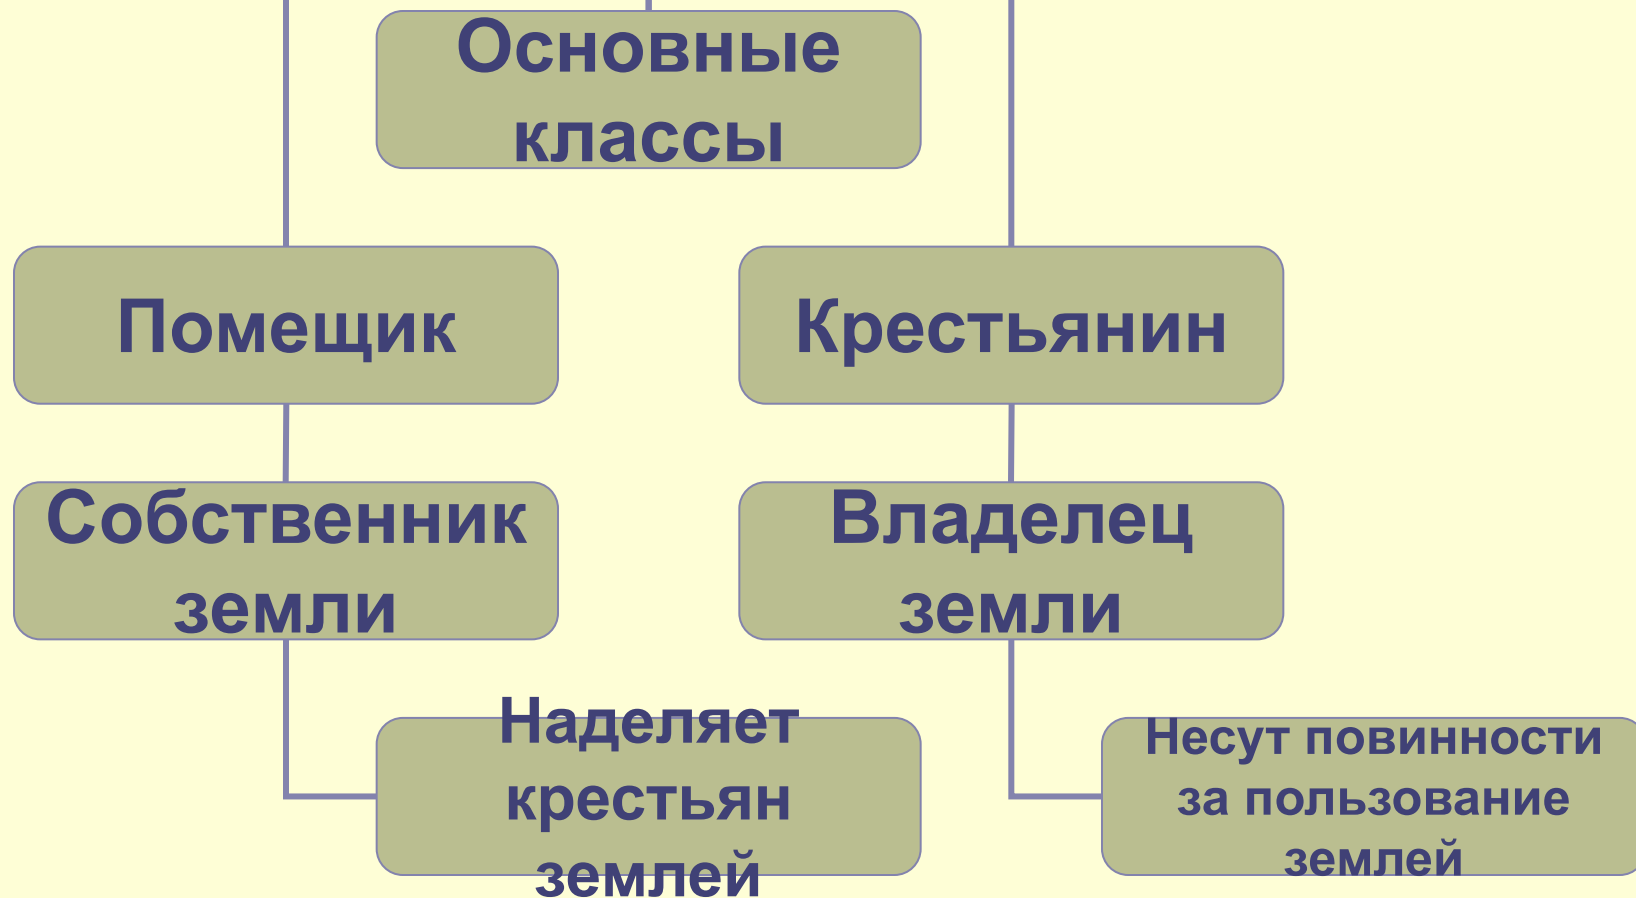 Основные
классы
Помещик
Крестьянин
Собственник
земли
Владелец
земли
Наделяет
крестьян
землей
Несут повинности
за пользование
землей